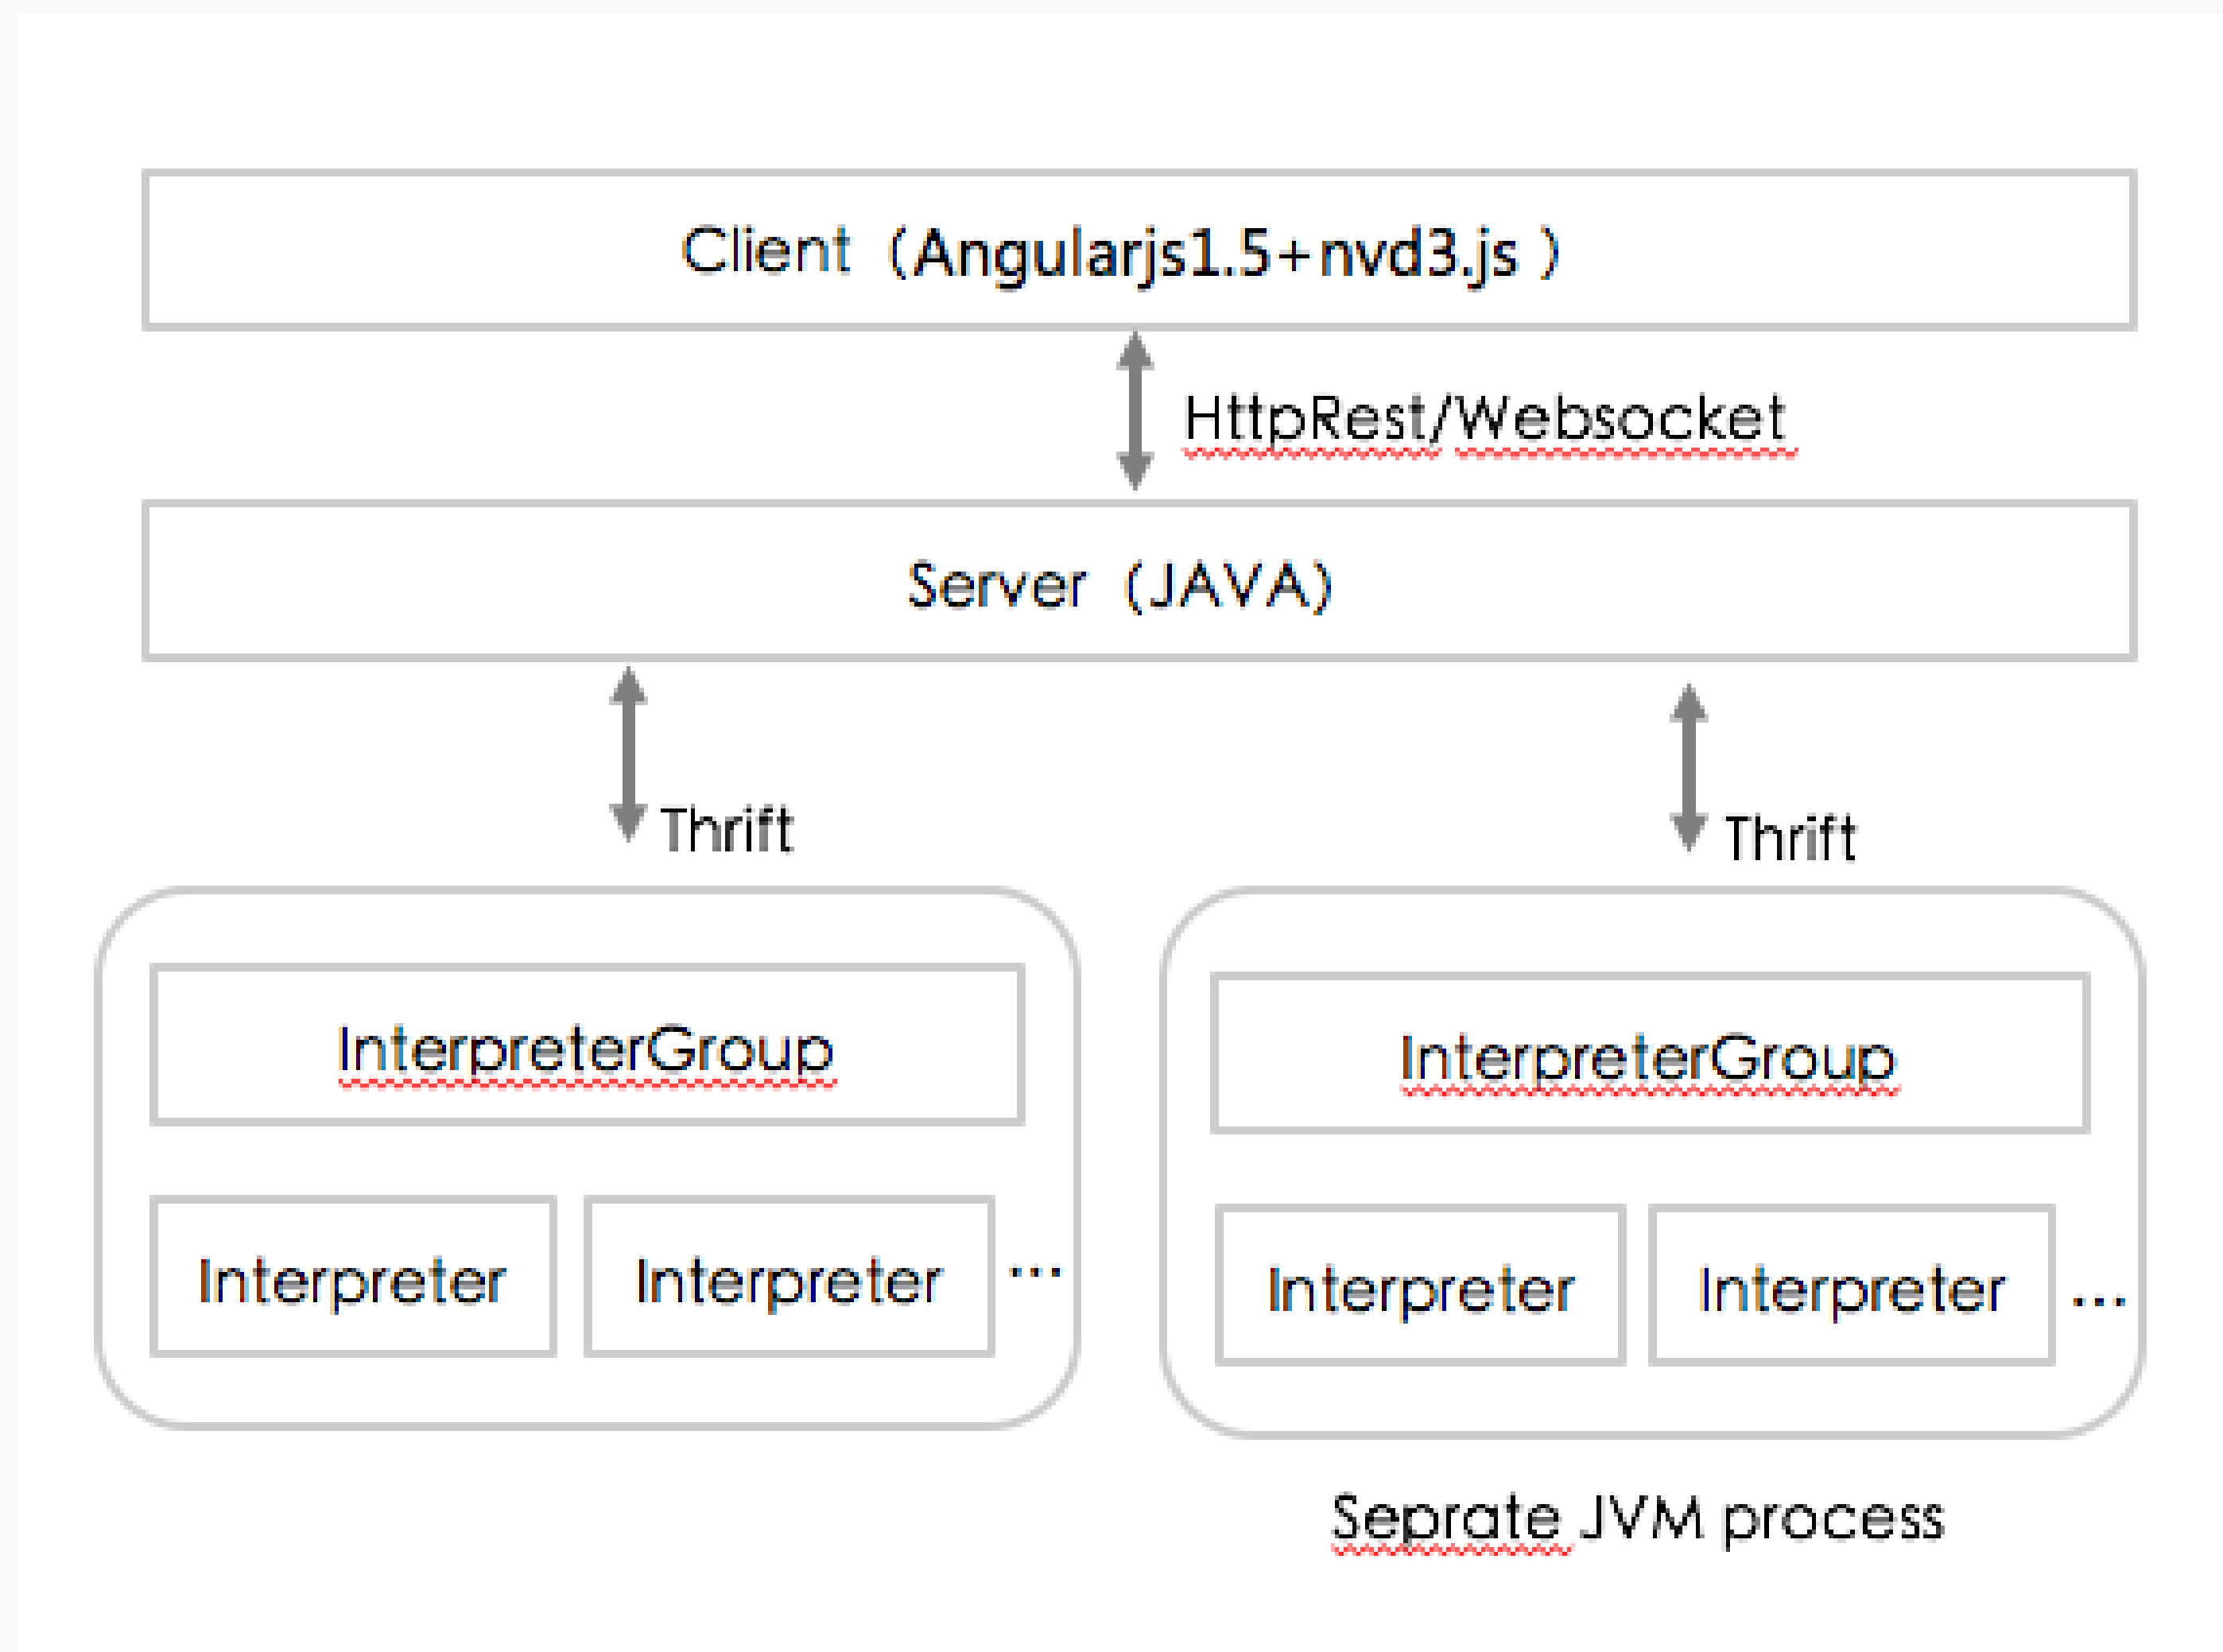 Client（Angularjs1.5+nvd3.js ）
HttpRest/Websocket
Server（JAVA）
Thrift
Thrift
InterpreterGroup
InterpreterGroup
Interpreter
Interpreter
...
Interpreter
Interpreter
...
Seprate JVM process